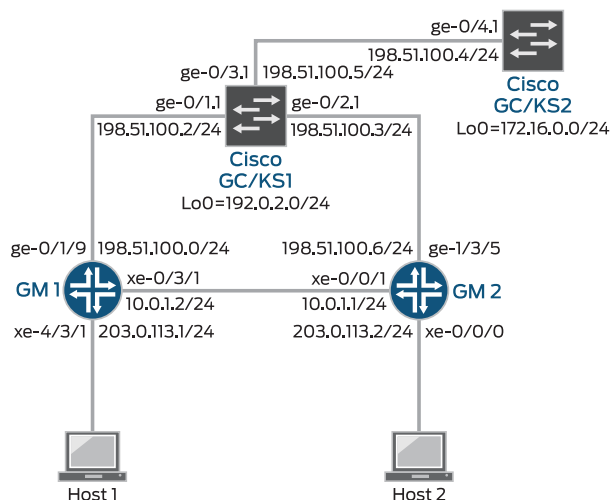 ge-0/4.1
198.51.100.4/24
Cisco
GC/KS2
Lo0=172.16.0.0/24
ge-0/3.1 198.51.100.5/24
ge-0/1.1 ge-0/2.1
198.51.100.2/24 198.51.100.3/24
Cisco
GC/KS1
Lo0=192.0.2.0/24
ge-0/1/9 198.51.100.0/24 198.51.100.6/24 ge-1/3/5
GM 1 xe-0/3/1 xe-0/0/1 GM 2
10.0.1.2/24 10.0.1.1/24
xe-4/3/1 203.0.113.1/24 203.0.113.2/24 xe-0/0/0
Host 1 Host 2